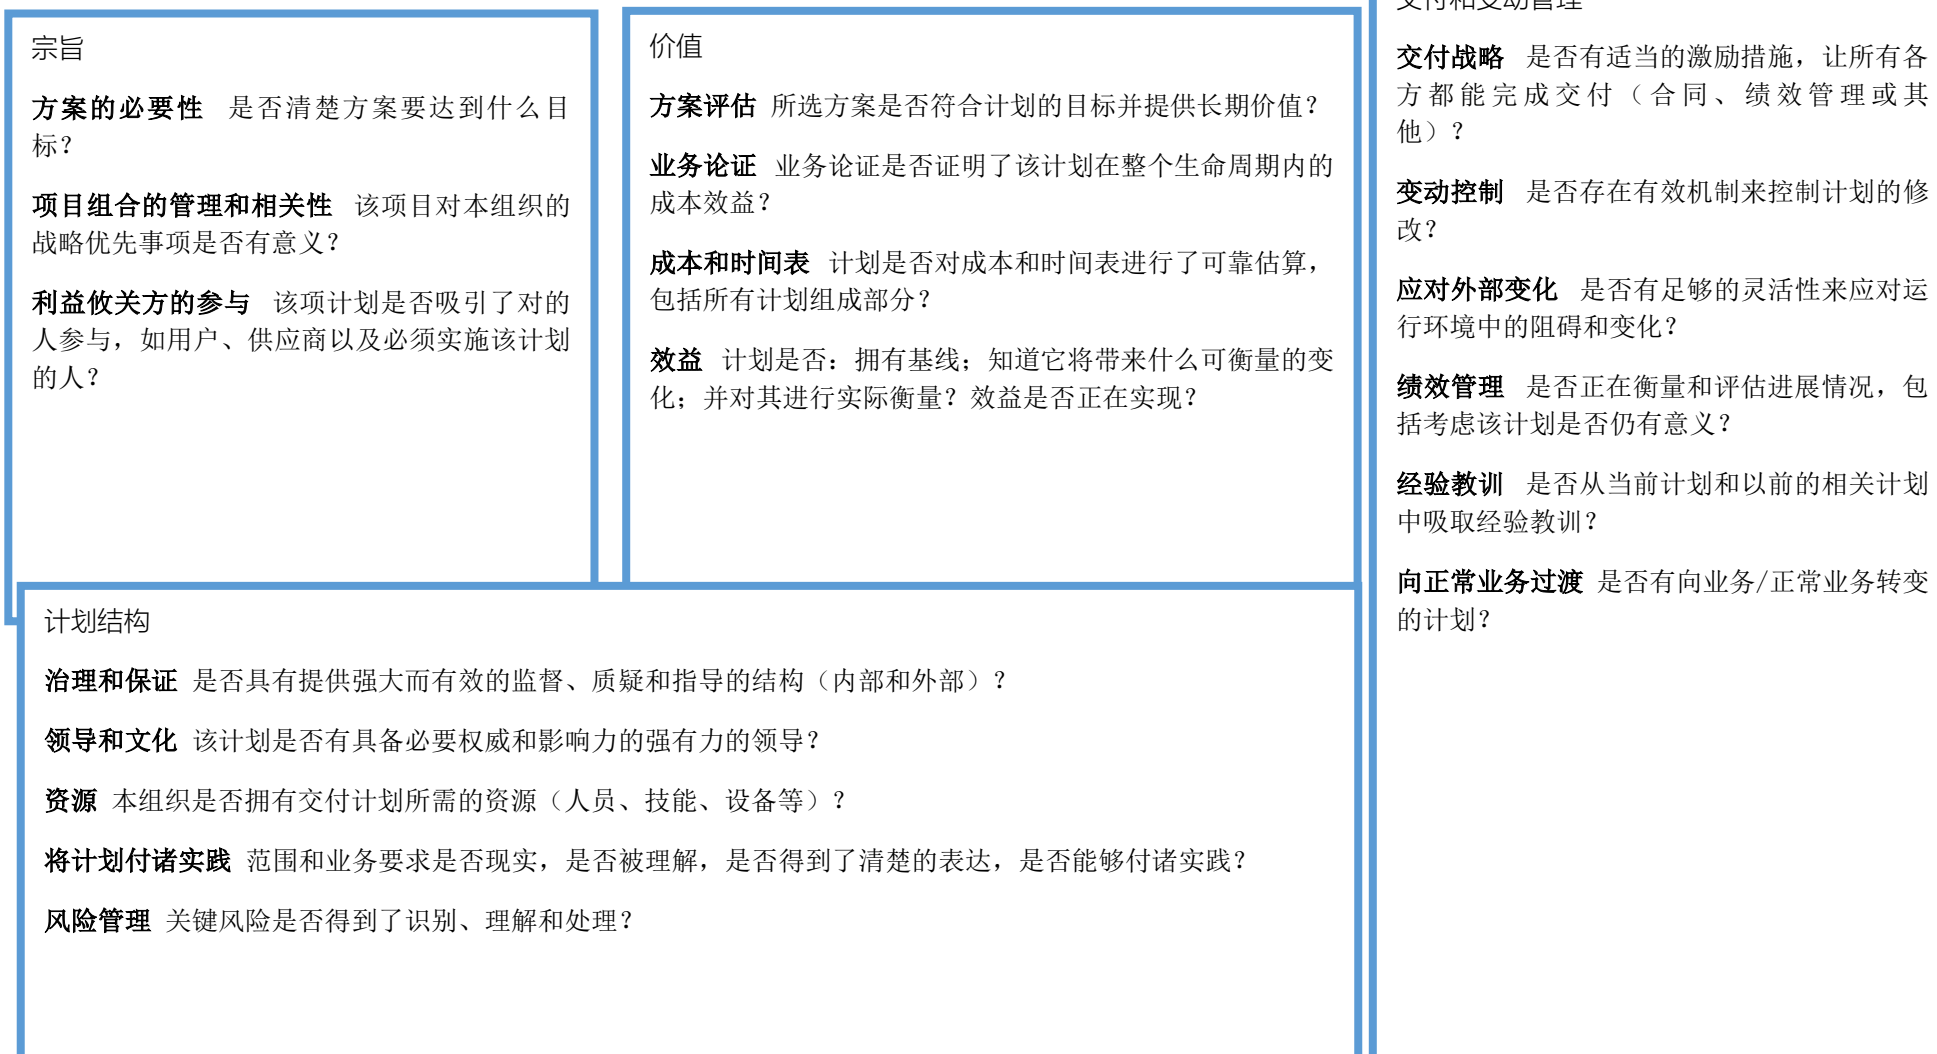 宗旨
方案的必要性 是否清楚方案要达到什么目
标？
项目组合的管理和相关性 该项目对本组织的
战略优先事项是否有意义？
利益攸关方的参与 该项计划是否吸引了对的
人参与，如用户、供应商以及必须实施该计划
的人？
价值
方案评估 所选方案是否符合计划的目标并提供长期价值？
业务论证 业务论证是否证明了该计划在整个生命周期内的
成本效益？
成本和时间表 计划是否对成本和时间表进行了可靠估算，
包括所有计划组成部分？
效益 计划是否：拥有基线；知道它将带来什么可衡量的变
化；并对其进行实际衡量？效益是否正在实现？
交付和变动管理
交付战略 是否有适当的激励措施，让所有各
方都能完成交付（合同、绩效管理或其
他）？
变动控制 是否存在有效机制来控制计划的修
改？
应对外部变化 是否有足够的灵活性来应对运
行环境中的阻碍和变化？
绩效管理 是否正在衡量和评估进展情况，包
括考虑该计划是否仍有意义？
经验教训 是否从当前计划和以前的相关计划
中吸取经验教训？
向正常业务过渡 是否有向业务/正常业务转变
的计划？
计划结构
治理和保证 是否具有提供强大而有效的监督、质疑和指导的结构（内部和外部）？
领导和文化 该计划是否有具备必要权威和影响力的强有力的领导？
资源 本组织是否拥有交付计划所需的资源（人员、技能、设备等）？
将计划付诸实践 范围和业务要求是否现实，是否被理解，是否得到了清楚的表达，是否能够付诸实践？
风险管理 关键风险是否得到了识别、理解和处理？